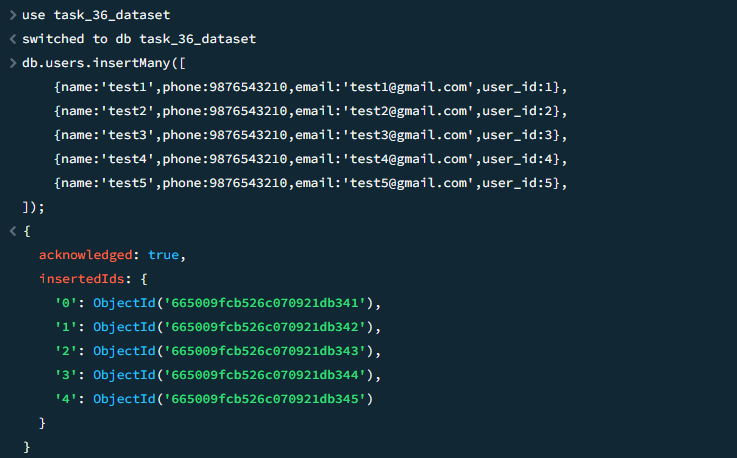 > use task_36_dataset
< switched to db task_36_dataset
> db.users.insertMany([
    {name:'test1',phone:9876543210,email:'test1@gmail.com',user_id:1},
    {name:'test2',phone:9876543210,email:'test2@gmail.com',user_id:2},
    {name:'test3',phone:9876543210,email:'test3@gmail.com',user_id:3},
    {name:'test4',phone:9876543210,email:'test4@gmail.com',user_id:4},
    {name:'test5',phone:9876543210,email:'test5@gmail.com',user_id:5},
]);
< {
  acknowledged: true,
  insertedIds: {
    '0': ObjectId('665009fcb526c070921db341'),
    '1': ObjectId('665009fcb526c070921db342'),
    '2': ObjectId('665009fcb526c070921db343'),
    '3': ObjectId('665009fcb526c070921db344'),
    '4': ObjectId('665009fcb526c070921db345')
  }
}